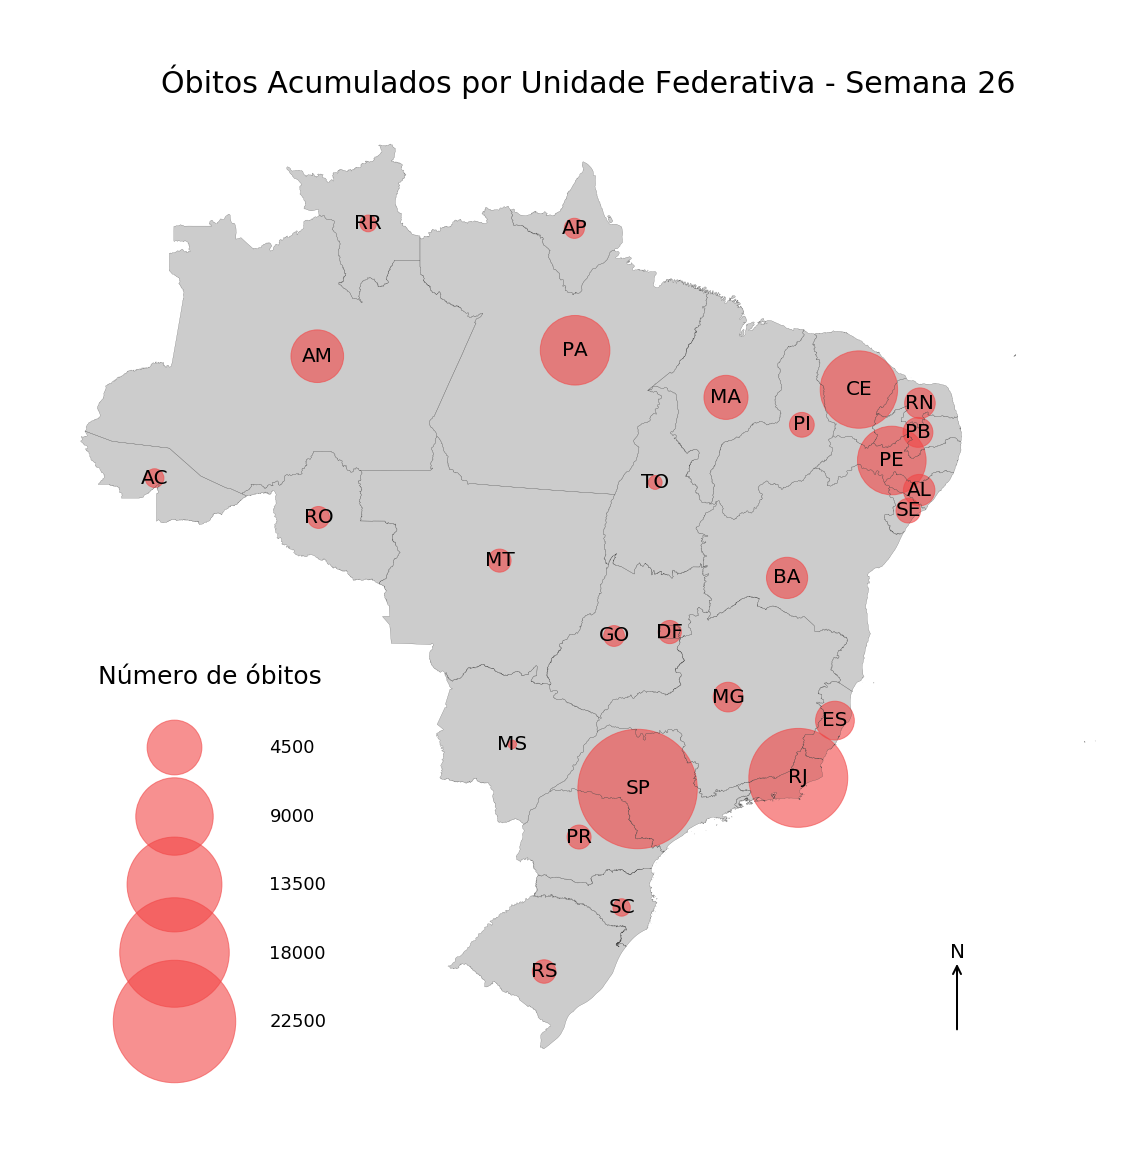 Óbitos Acumulados por Unidade Federativa - Semana 26
RR
AP
AM
PA
CE
MA
RN
PI
PB
PE
AC
TO
AL
RO
SE
MT
BA
GO
DF
MG
ES
MS
RJ
SP
PR
SC
RS
Número de óbitos
4500
9000
13500
18000
22500
N